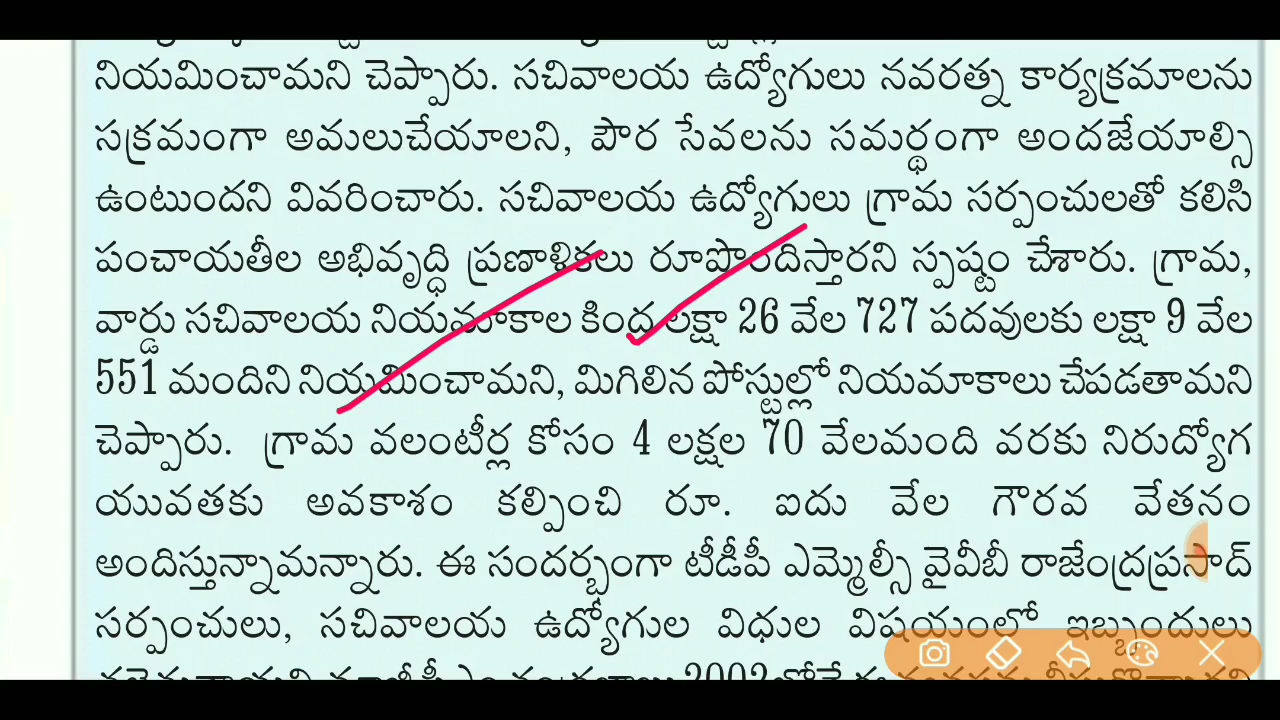 నియమించామని చెప్పారు. సచివాలయ ఉద్యోగులు నవరత్న కార్యక్రమాలను
సక్రమంగా అమలుచేయాలని, పౌర సేవలను సమర్థంగా అందజేయాల్సి
ఉంటుందని వివరించారు. సచివాలయ ఉద్యోగులు గ్రామ సర్పంచులతో కలిసి
పంచాయతీల అభివృద్ధి ప్రణాళికలు రూపొందిస్తారని స్పష్టం చేశారు. గ్రామ,
వార్డు సచివాలయ నియమాకాల కింద్ర లక్షా 26 వేల 727 పదవులకు లక్షా 9 వేల
551 మందిని నియమించామని, మిగిలిన పోస్టుల్లో నియమాకాలు చేపడతామని
చెప్పారు. గ్రామ వలంటీర్ల కోసం 4 లక్షల 70 వేలమంది వరకు నిరుద్యోగ
యువతకు అవకాశం కల్పించి రూ. ఐదు వేల గౌరవ వేతనం
అందిస్తున్నామన్నారు. ఈ సందర్భంగా టీడీపీ ఎమ్మెల్సీ వైవీబీ రాజేంద్రప్రసాద్
సర్పంచులు, సచివాలయ ఉద్యోగుల విధుల విషయంలో ఇబ్బందులు